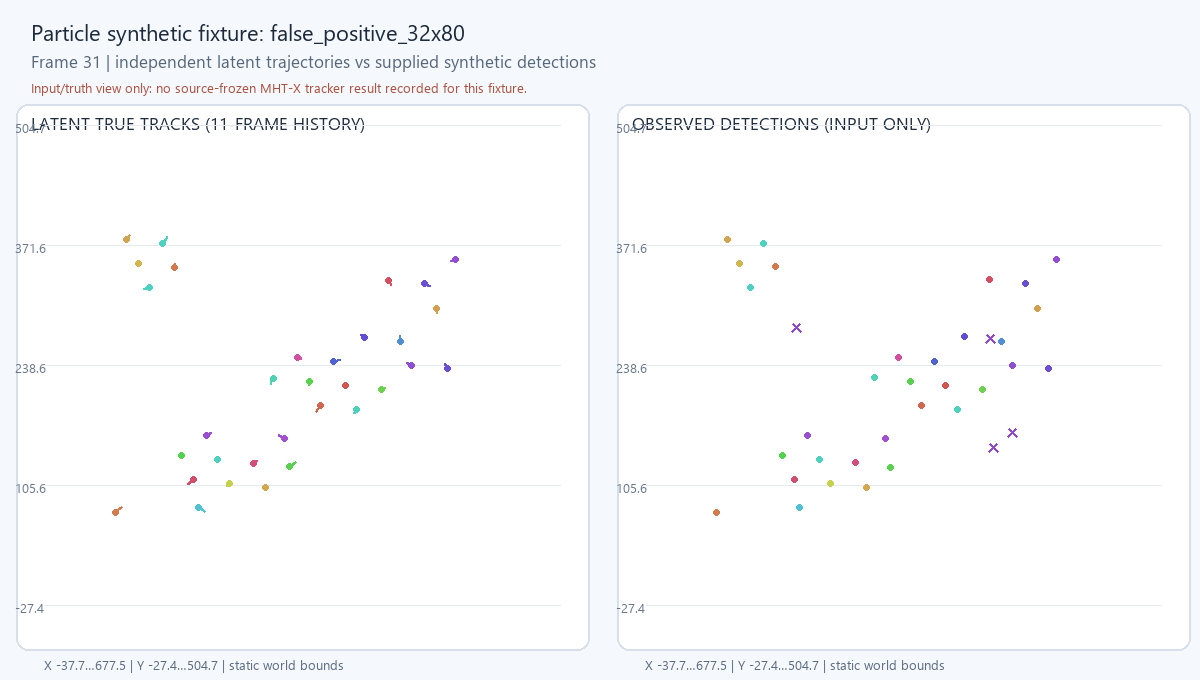 Particle synthetic fixture: false_positive_32x80
Frame 31 | independent latent trajectories vs supplied synthetic detections
Input/truth view only: no source-frozen MHT-X tracker result recorded for this fixture.
LATENT TRUE TRACKS (11-FRAME HISTORY)
504.7
371.6
238.6
105.6
-27.4
X -37.7...677.5 | Y -27.4...504.7 | static world bounds
OBSERVED DETECTIONS (INPUT ONLY)
504.7
371.6
238.6
105.6
-27.4
X -37.7...677.5 | Y -27.4...504.7 | static world bounds